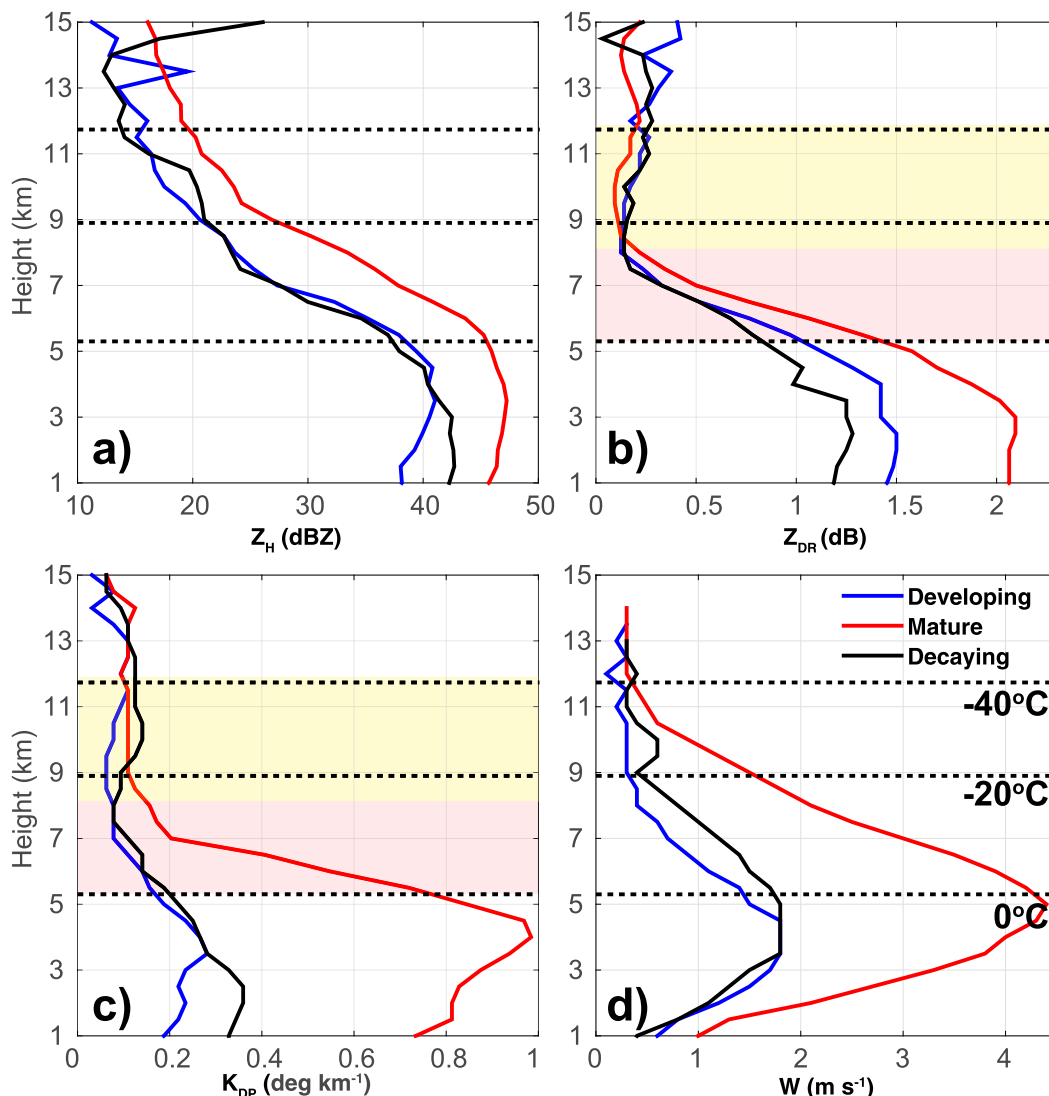 15
13
11
9
7
5
3
1
Height (km)
a)
10 20 30 40 50
Z_H (dBZ)
b)
15
13
11
9
7
5
3
1
0 0.5 1 1.5 2
Z_DR (dB)
15
13
11
9
7
5
3
1
Height (km)
c)
0 0.2 0.4 0.6 0.8 1
K_DP (deg km⁻¹)
15
13
11
9
7
5
3
1
Developing
Mature
Decaying
-40°C
-20°C
0°C
d)
0 1 2 3 4
W (m s⁻¹)